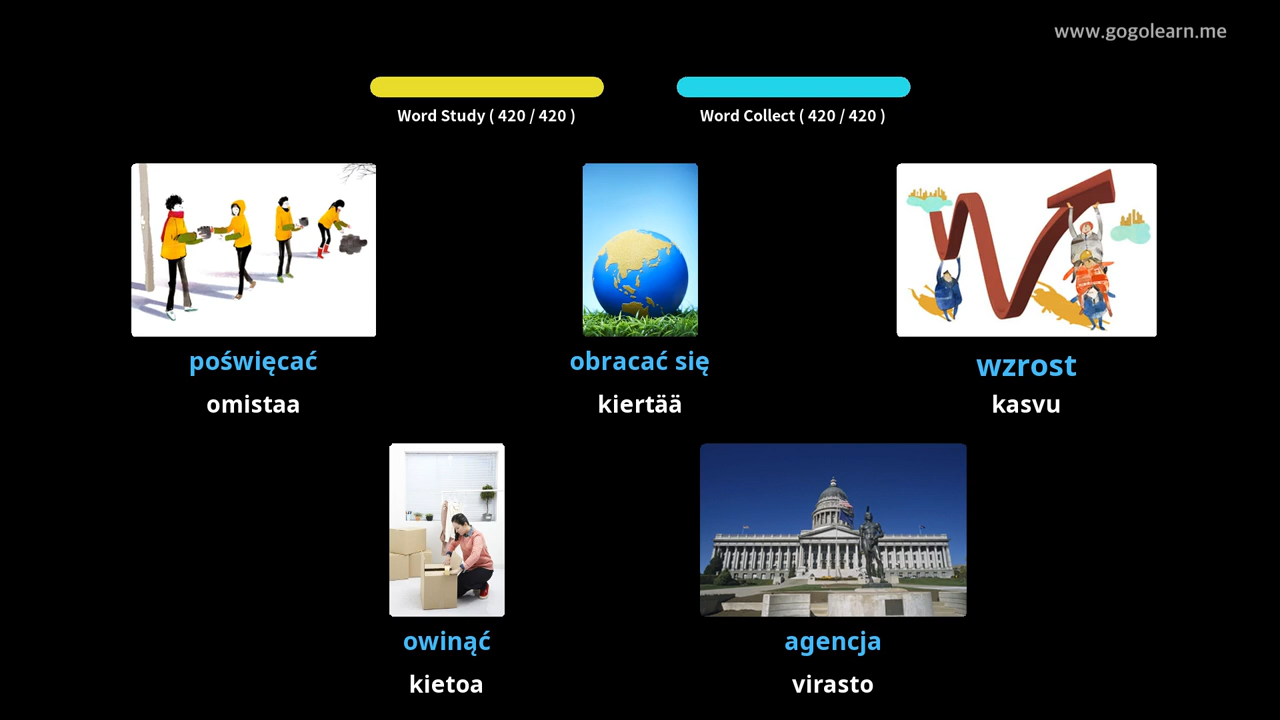 www.gogolearn.me
Word Study ( 420 / 420 )
Word Collect ( 420 / 420 )
poświęcać
omistaa
obracać się
kiertää
wzrost
kasvu
owinąć
kietoa
agencja
virasto